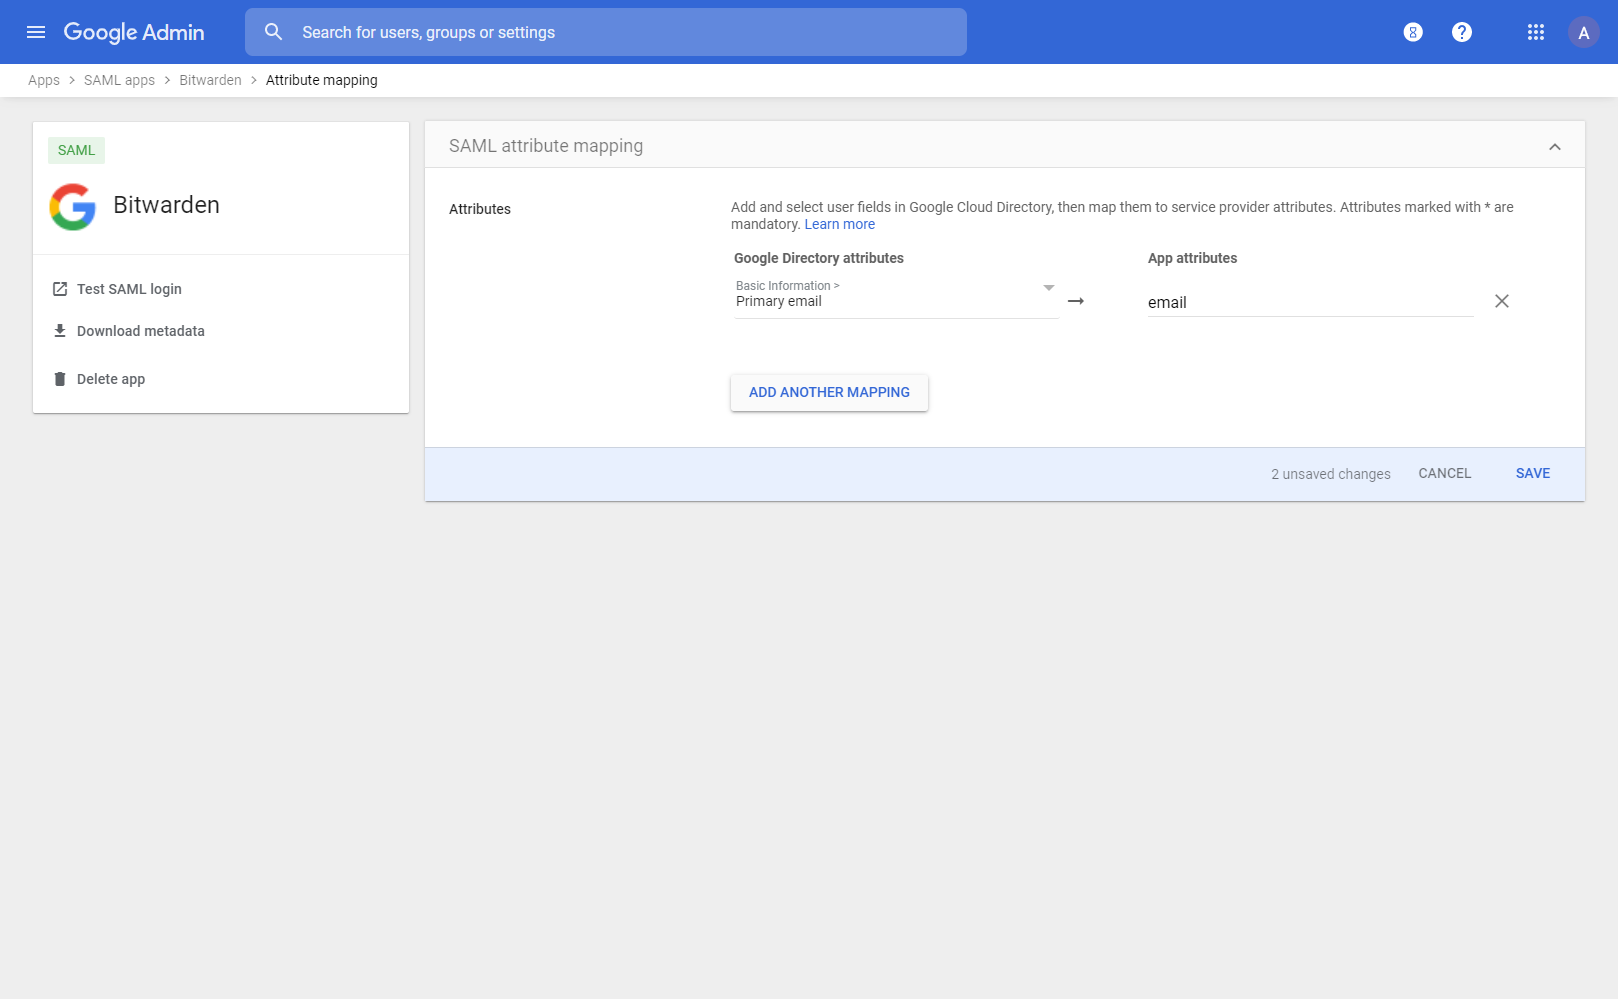 Google Admin
Search for users, groups or settings
A
Apps > SAML apps > Bitwarden > Attribute mapping
SAML
Bitwarden
Test SAML login
Download metadata
Delete app
SAML attribute mapping
Attributes
Add and select user fields in Google Cloud Directory, then map them to service provider attributes. Attributes marked with * are
mandatory. Learn more
Google Directory attributes
App attributes
Basic Information >
Primary email
email
ADD ANOTHER MAPPING
2 unsaved changes
CANCEL
SAVE